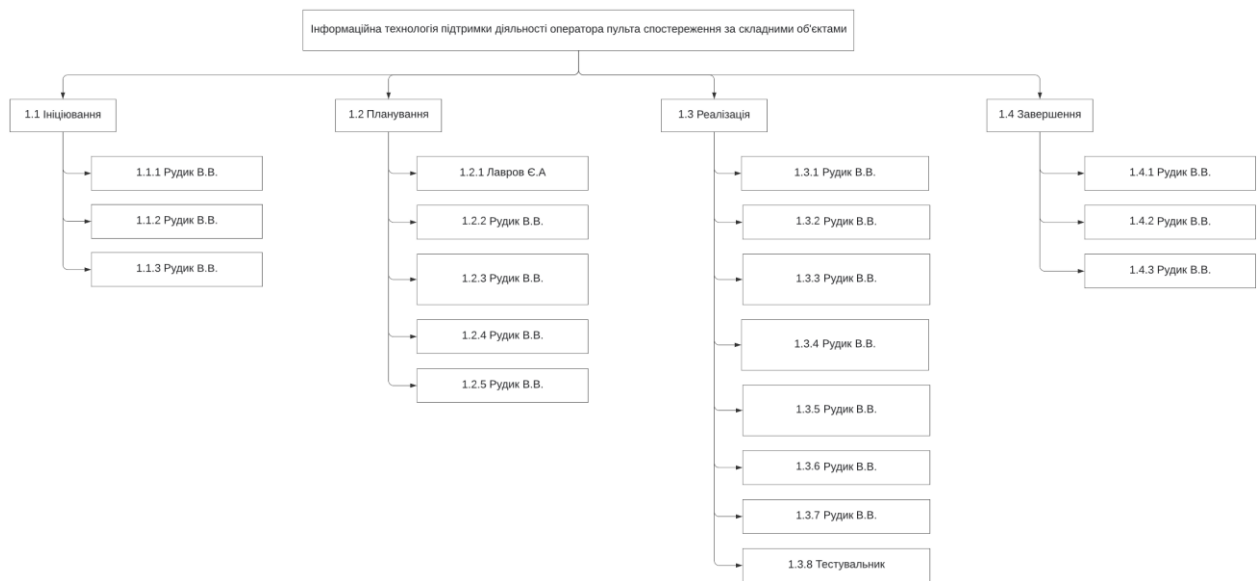 Інформаційна технологія підтримки діяльності оператора пульта спостереження за складними об'єктами
1.1 Ініціювання
1.1.1 Рудик В.В.
1.1.2 Рудик В.В.
1.1.3 Рудик В.В.
1.2 Планування
1.2.1 Лавров Є.А
1.2.2 Рудик В.В.
1.2.3 Рудик В.В.
1.2.4 Рудик В.В.
1.2.5 Рудик В.В.
1.3 Реалізація
1.3.1 Рудик В.В.
1.3.2 Рудик В.В.
1.3.3 Рудик В.В.
1.3.4 Рудик В.В.
1.3.5 Рудик В.В.
1.3.6 Рудик В.В.
1.3.7 Рудик В.В.
1.3.8 Тестувальник
1.4 Завершення
1.4.1 Рудик В.В.
1.4.2 Рудик В.В.
1.4.3 Рудик В.В.